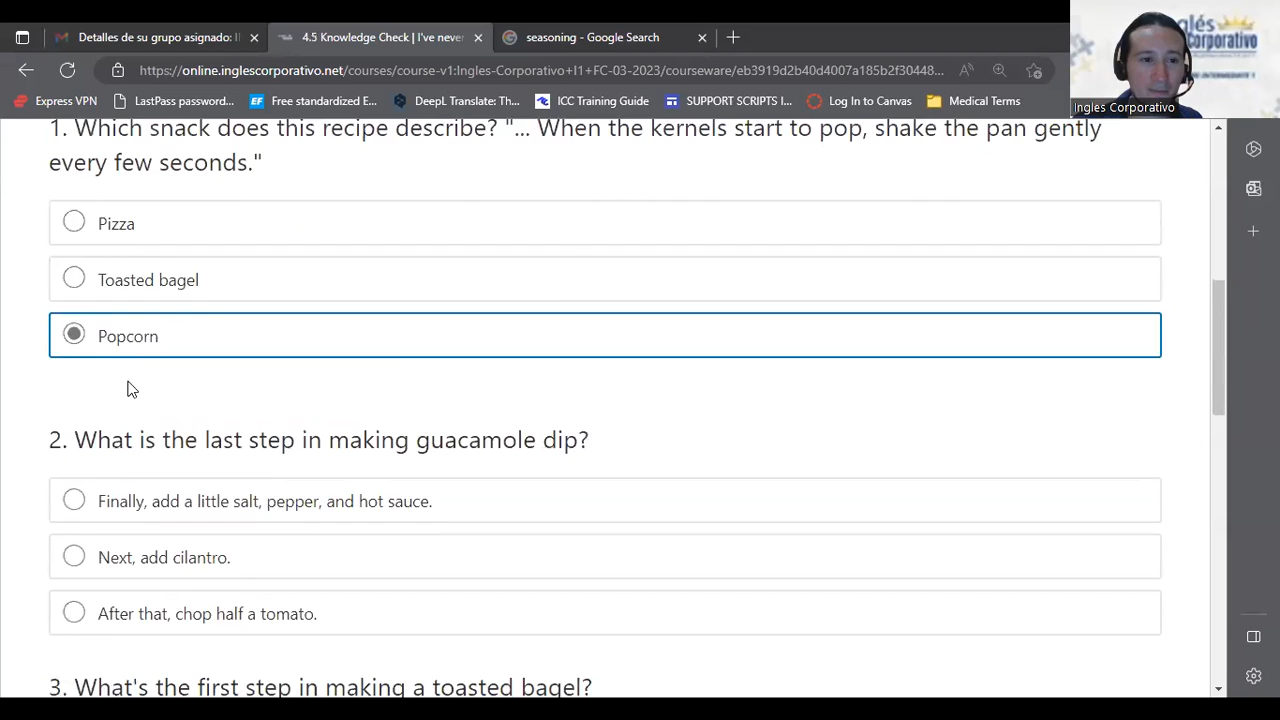 Detalles de su grupo asignado: I
4.5 Knowledge Check | I've never
seasoning - Google Search
https://online.inglescorporativo.net/courses/course-v1:Ingles-Corporativo+I1+FC-03-2023/courseware/eb3919d2b40d4007a185b2f30448...
Express VPN
LastPass password...
EF Free standardized E...
DeepL Translate: Th...
ICC Training Guide
SUPPORT SCRIPTS I...
Log In to Canvas
Medical Terms
glés
corporativo
Ingles Corporativo
1. Which snack does this recipe describe? "... When the kernels start to pop, shake the pan gently
every few seconds."
Pizza
Toasted bagel
Popcorn
2. What is the last step in making guacamole dip?
Finally, add a little salt, pepper, and hot sauce.
Next, add cilantro.
After that, chop half a tomato.
3. What's the first step in making a toasted bagel?